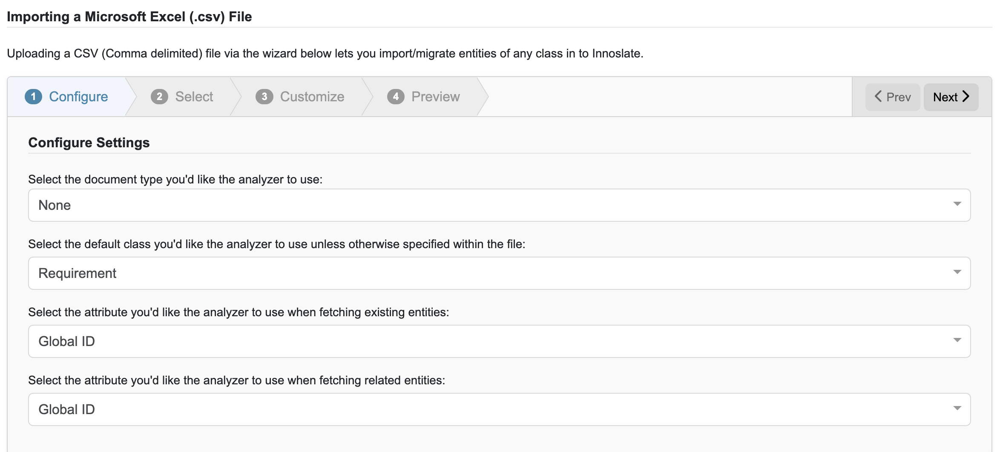 Importing a Microsoft Excel (.csv) File
Uploading a CSV (Comma delimited) file via the wizard below lets you import/migrate entities of any class in to Innoslate.
1 Configure 2 Select 3 Customize 4 Preview Prev Next
Configure Settings
Select the document type you'd like the analyzer to use:
None
Select the default class you'd like the analyzer to use unless otherwise specified within the file:
Requirement
Select the attribute you'd like the analyzer to use when fetching existing entities:
Global ID
Select the attribute you'd like the analyzer to use when fetching related entities:
Global ID